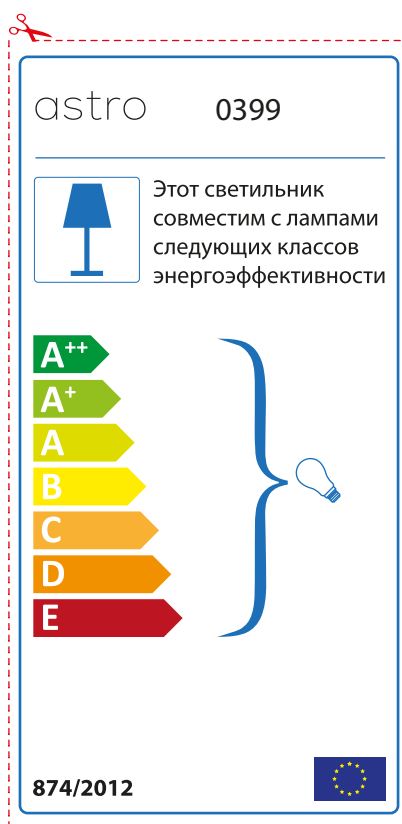 astro 0399
Этот светильник
совместим с лампами
следующих классов
энергоэффективности
A++
A+
A
B
C
D
E
874/2012